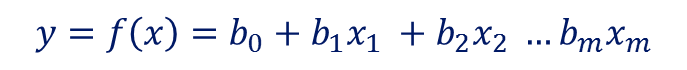 y = f(x) = b₀ + b₁x₁ + b₂x₂ …bₘxₘ